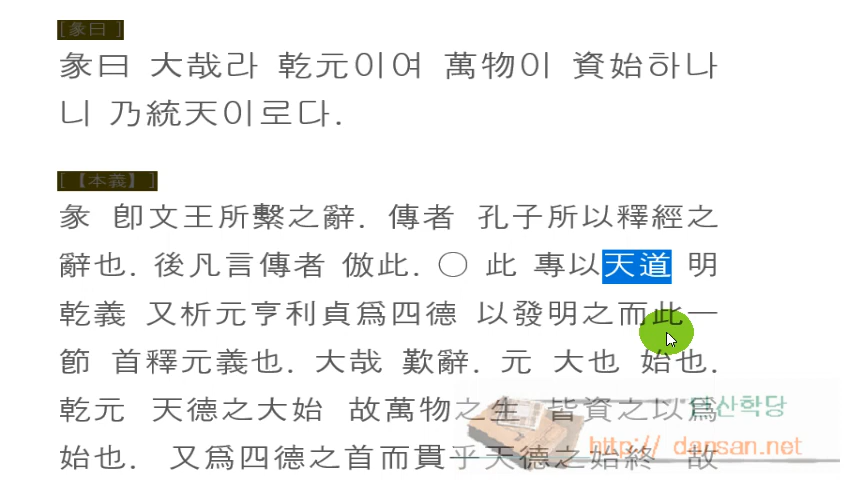 [彖曰 ]
彖曰 大哉라 乾元이여 萬物이 資始하나
니 乃統天이로다.
[ 【本義】 ]
彖 卽文王所繫之辭. 傳者 孔子所以釋經之
辭也. 後凡言傳者 倣此. ○ 此 專以天道 明
乾義 又析元亨利貞爲四德 以發明之而此一
節 首釋元義也. 大哉 歎辭. 元 大也 始也.
乾元 天德之大始 故萬物之生 皆資之以爲
始也. 又爲四德之首而貫乎天德之始終 故
단산학당
http:// dansan.net